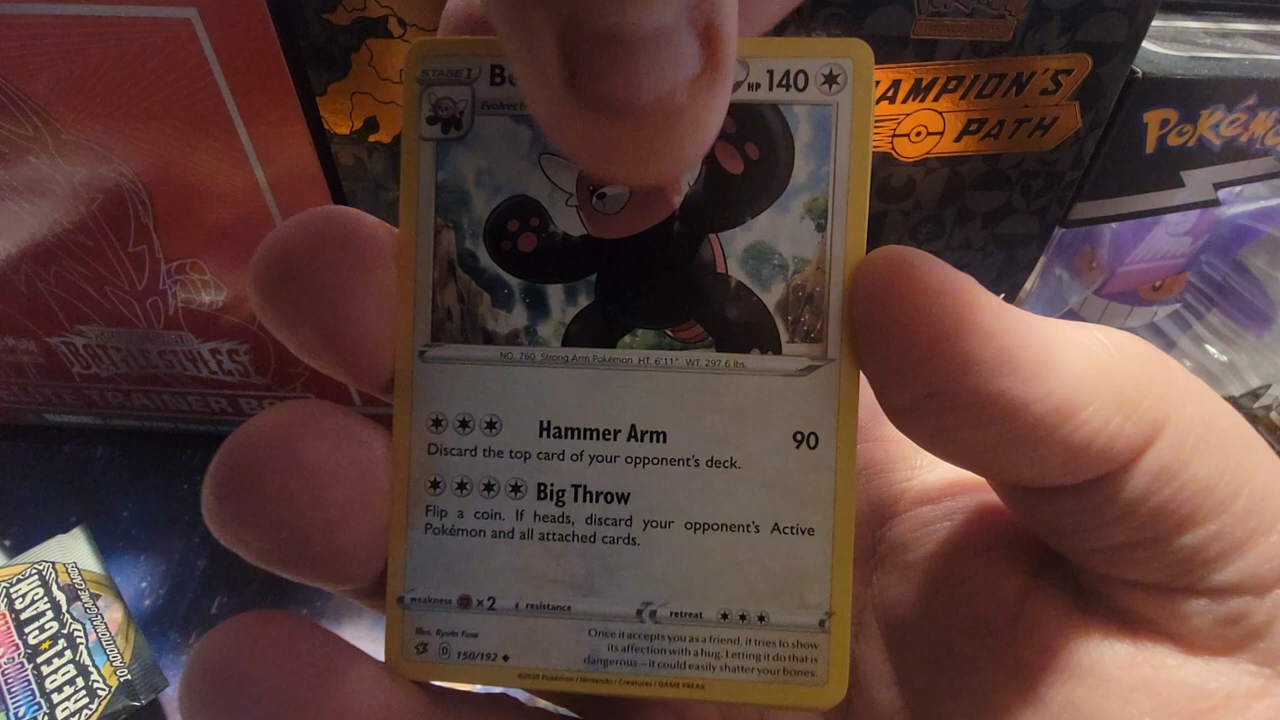 STAGE 1
Be
HP 140
Evolves fr
NO. 760 Strong Arm Pokémon HT: 6'11" WT: 297.6 lbs.
Hammer Arm 90
Discard the top card of your opponent's deck.
Big Throw
Flip a coin. If heads, discard your opponent's Active
Pokémon and all attached cards.
weakness ×2 resistance retreat
Illus. Ryuta Fuse
D 150/192
Once it accepts you as a friend, it tries to show
its affection with a hug. Letting it do that is
dangerous—it could easily shatter your bones.
©2020 Pokémon / Nintendo / Creatures / GAME FREAK
AMPION'S
PATH
POKÉMO
BATTLE STYLES
ELITE TRAINER BO
REBEL CLASH
10 ADDITIONAL GAME CARDS